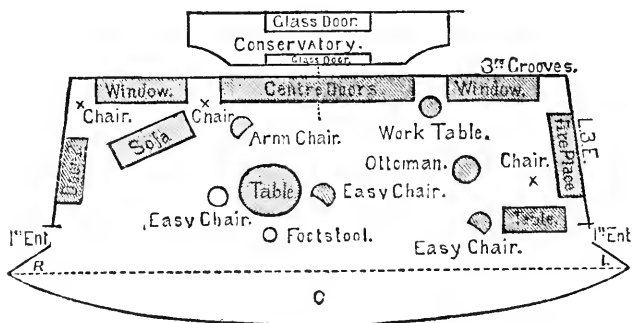 Glass Door.
Conservatory.
Glass Door.
3rd Grooves.
Window.
Centre Doors.
Window.
Chair.
Chair.
Sofa
Arm Chair.
Work Table.
L.3.E.
Fire Place
Door.
Ottoman.
Chair.
Table
Easy Chair.
Easy Chair.
Table.
1st Ent
Footstool.
Easy Chair.
1st Ent
R
L
C